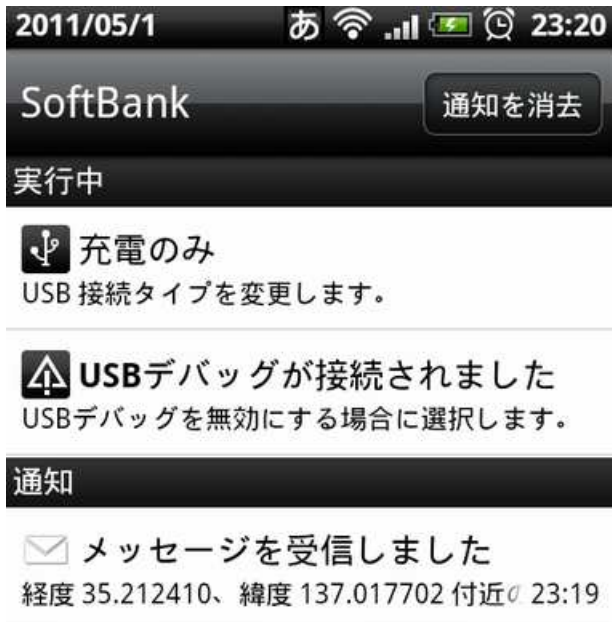 2011/05/1 あ 23:20
SoftBank 通知を消去
実行中
充電のみ
USB 接続タイプを変更します。
USBデバッグが接続されました
USBデバッグを無効にする場合に選択します。
通知
メッセージを受信しました
経度 35.212410、緯度 137.017702 付近 23:19